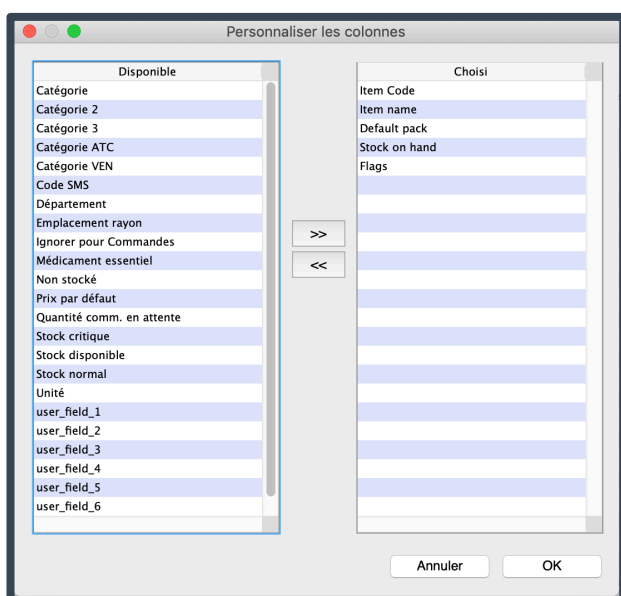 Personnaliser les colonnes
Disponible
Catégorie
Catégorie 2
Catégorie 3
Catégorie ATC
Catégorie VEN
Code SMS
Département
Emplacement rayon
Ignorer pour Commandes
Médicament essentiel
Non stocké
Prix par défaut
Quantité comm. en attente
Stock critique
Stock disponible
Stock normal
Unité
user_field_1
user_field_2
user_field_3
user_field_4
user_field_5
user_field_6
>>
<<
Choisi
Item Code
Item name
Default pack
Stock on hand
Flags
Annuler
OK